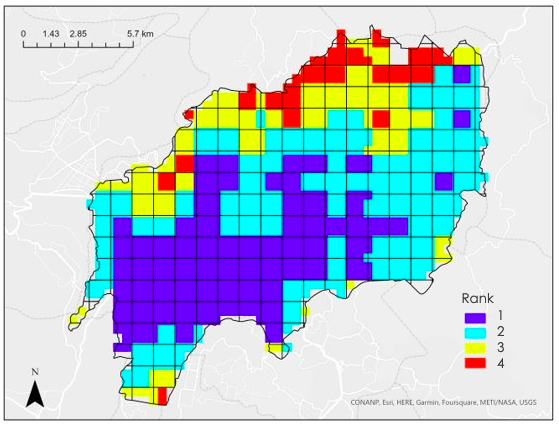 0 1.43 2.85 5.7 km
Rank
1
2
3
4
N
CONANP, Esri, HERE, Garmin, Foursquare, METI/NASA, USGS